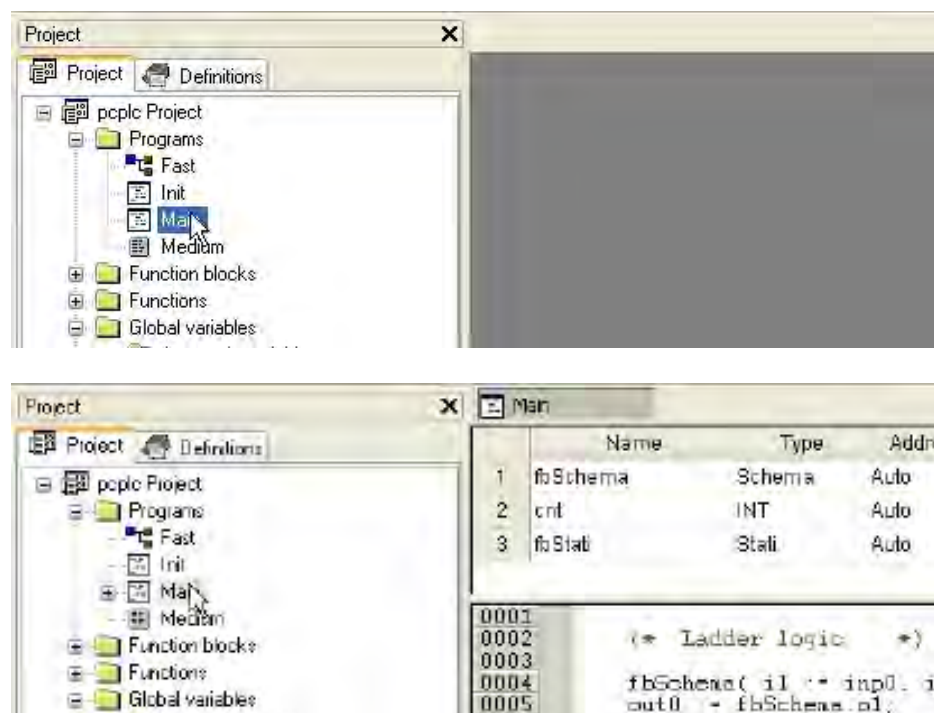 Project
Project Definitions
pcplc Project
Programs
Fast
Init
Main
Medium
Function blocks
Functions
Global variables
Project
Main
Project Definitions
Name Type Addr
pcplc Project
1 fbSchema Schema Auto
Programs
2 cnt INT Auto
Fast
3 fbStati Stati Auto
Init
Main
Medium
0001
Function blocks
0002 (* Ladder logic *)
0003
Functions
0004 fbSchema( i1 := inp0, i
Global variables
0005 out0 := fbSchema.o1;